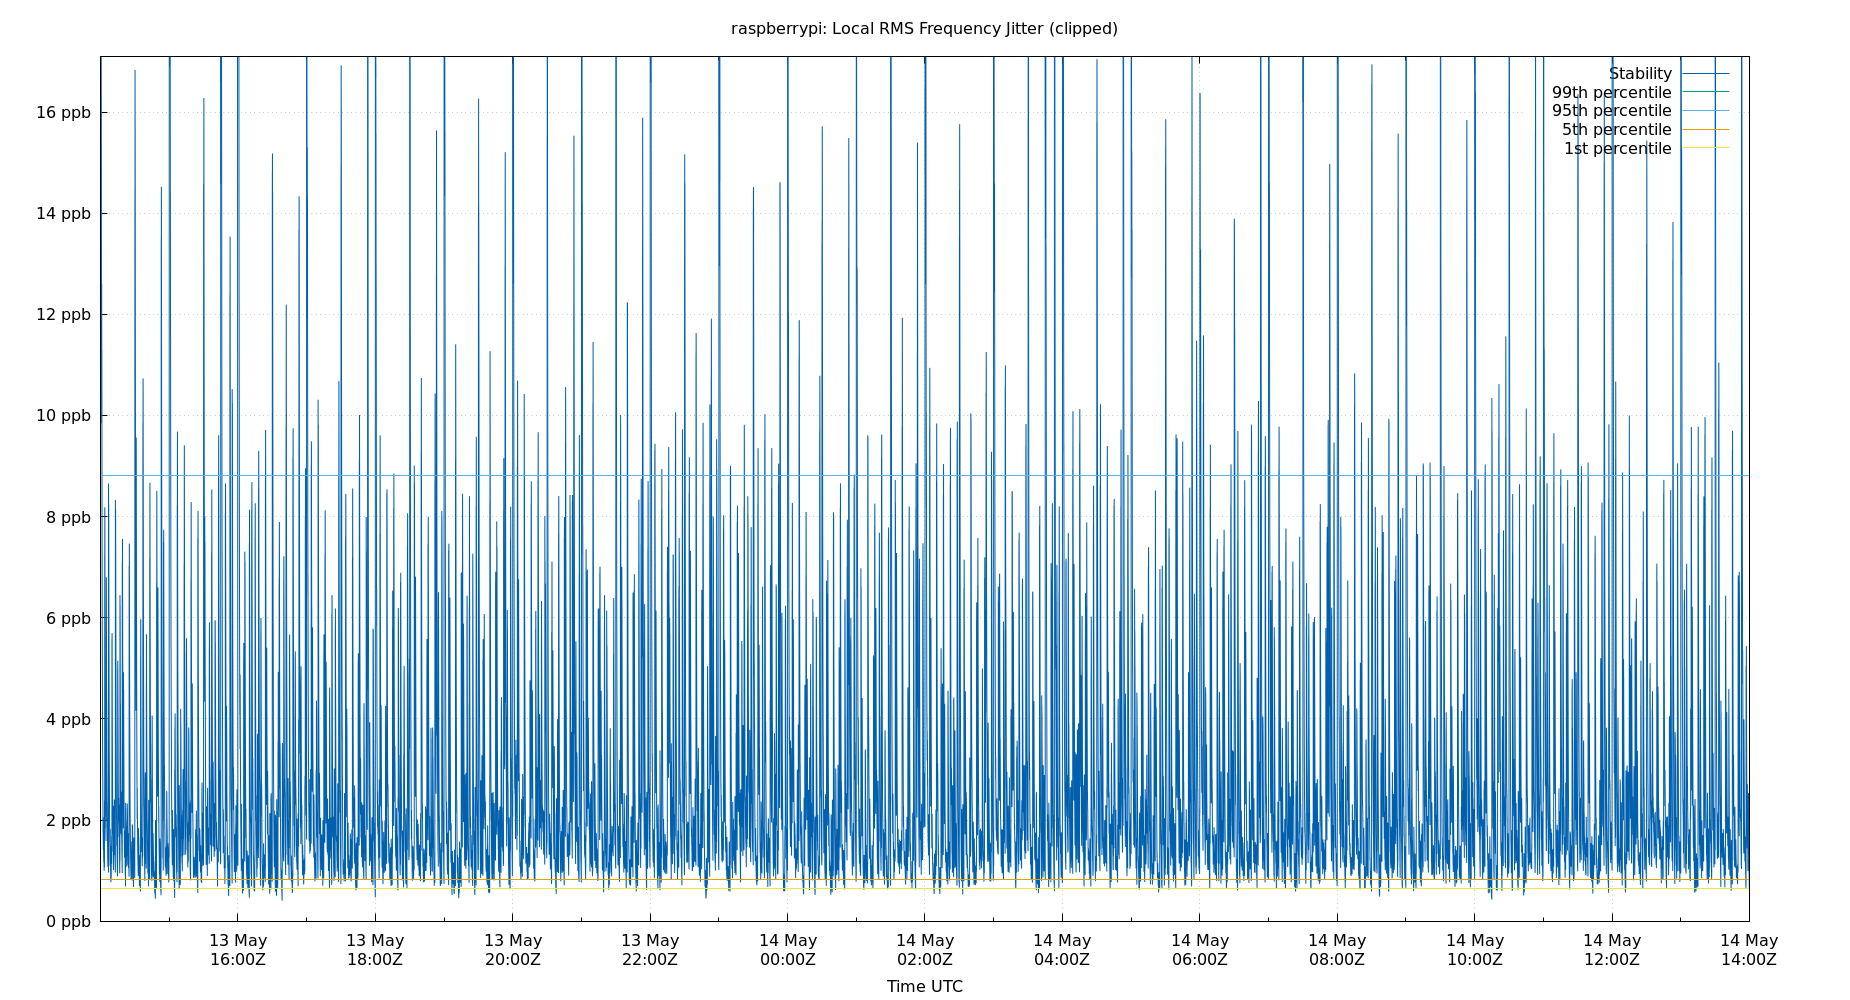 raspberrypi: Local RMS Frequency Jitter (clipped)
Stability
99th percentile
95th percentile
5th percentile
1st percentile
16 ppb
14 ppb
12 ppb
10 ppb
8 ppb
6 ppb
4 ppb
2 ppb
0 ppb
13 May 13 May 13 May 13 May 14 May 14 May 14 May 14 May 14 May 14 May 14 May 14 May
16:00Z 18:00Z 20:00Z 22:00Z 00:00Z 02:00Z 04:00Z 06:00Z 08:00Z 10:00Z 12:00Z 14:00Z
Time UTC